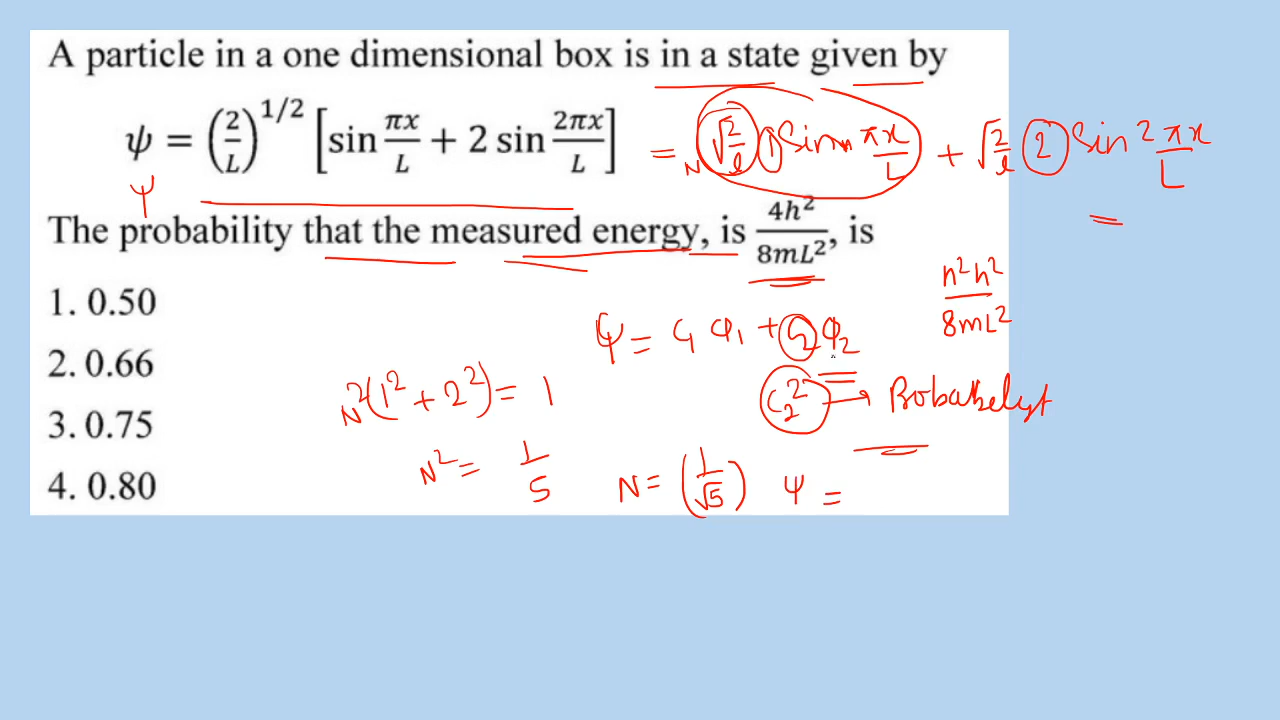 A particle in a one dimensional box is in a state given by
ψ = (2/L)^1/2 [sin πx/L + 2 sin 2πx/L] = N √2/l 1 Sin πx/L + √2/l 2 Sin 2πx/L
ψ
=
The probability that the measured energy, is 4h²/8mL², is
n²h²/8mL²
1. 0.50
ψ = C₁ φ₁ + C₂ φ₂
2. 0.66
N²(1² + 2²) = 1
C₂² →
3. 0.75
N² = 1/5
N = (1/√5) ψ =
4. 0.80